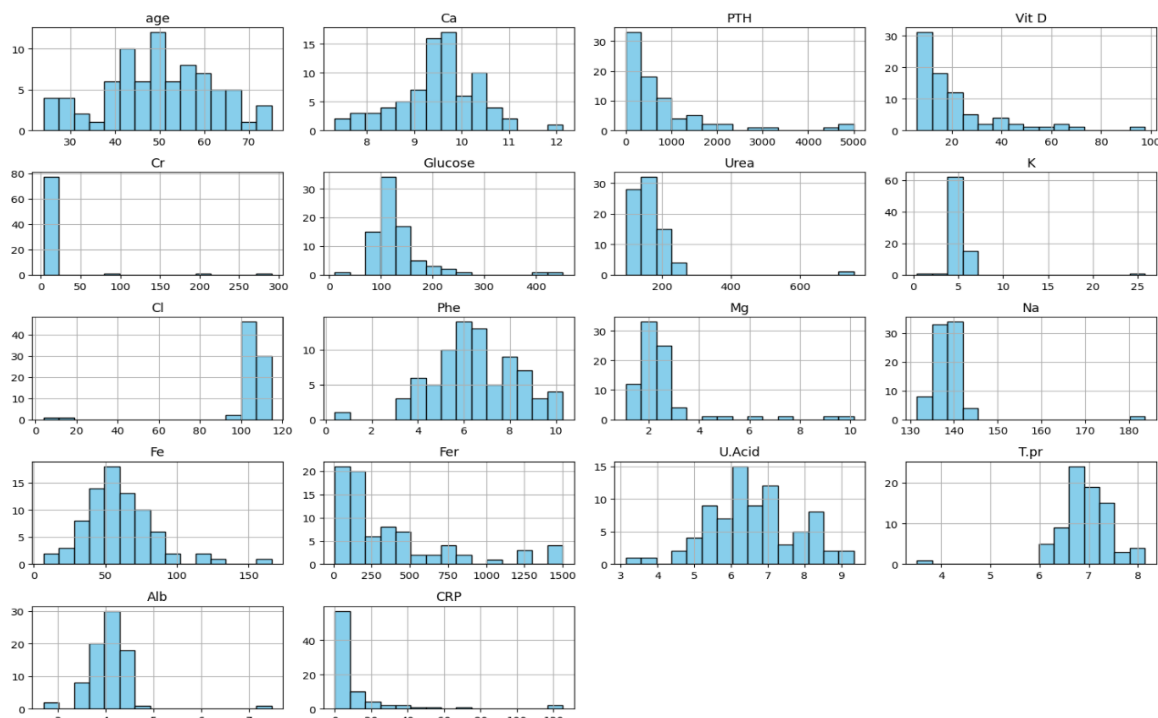 age Ca PTH Vit D
10 5 0 30 40 50 60 70
15 10 5 0 8 9 10 11 12
30 20 10 0 0 1000 2000 3000 4000 5000
30 20 10 0 20 40 60 80 100
Cr Glucose Urea K
80 60 40 20 0 0 50 100 150 200 250 300
30 20 10 0 0 100 200 300 400
30 20 10 0 200 400 600
60 40 20 0 0 5 10 15 20 25
Cl Phe Mg Na
40 30 20 10 0 0 20 40 60 80 100 120
10 5 0 0 2 4 6 8 10
30 20 10 0 2 4 6 8 10
30 20 10 0 130 140 150 160 170 180
Fe Fer U.Acid T.pr
15 10 5 0 0 50 100 150
20 15 10 5 0 0 250 500 750 1000 1250 1500
15 10 5 0 3 4 5 6 7 8 9
20 10 0 4 5 6 7 8
Alb CRP
30 20 10 0
40 20 0